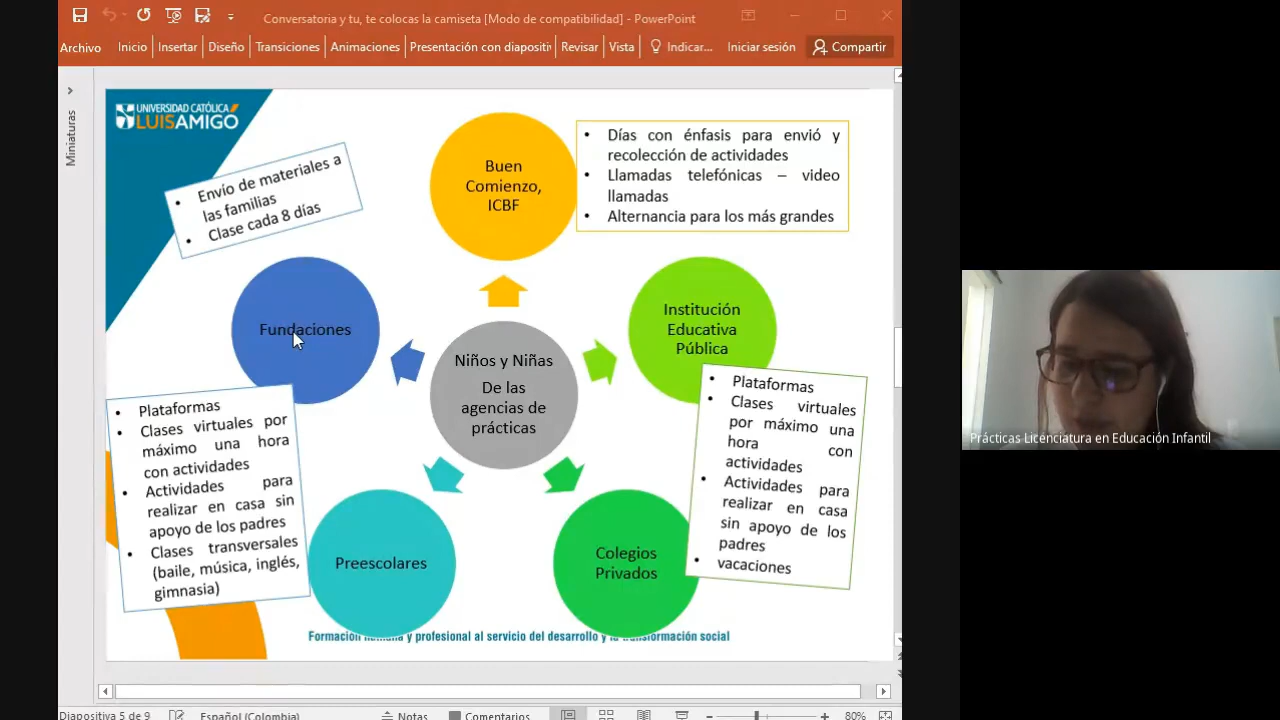 Conversatoria y tu, te colocas la camiseta [Modo de compatibilidad] - PowerPoint
Archivo Inicio Insertar Diseño Transiciones Animaciones Presentación con diapositi Revisar Vista Indicar... Iniciar sesión Compartir
Miniaturas
UNIVERSIDAD CATÓLICA
LUIS AMIGÓ
• Envío de materiales a
las familias
• Clase cada 8 días
Buen
Comienzo,
ICBF
• Días con énfasis para envió y
recolección de actividades
• Llamadas telefónicas – video
llamadas
• Alternancia para los más grandes
Fundaciones
Institución
Educativa
Pública
Niños y Niñas
De las
agencias de
prácticas
• Plataformas
• Clases virtuales por
máximo una hora
con actividades
• Actividades para
realizar en casa sin
apoyo de los padres
• Clases transversales
(baile, música, inglés,
gimnasia)
• Plataformas
• Clases virtuales
por máximo una
hora con
actividades
• Actividades para
realizar en casa
sin apoyo de los
padres
• vacaciones
Preescolares
Colegios
Privados
Formación humana y profesional al servicio del desarrollo y la transformación social
Prácticas Licenciatura en Educación Infantil
Diapositiva 5 de 9 Español (Colombia) Notas Comentarios 80%